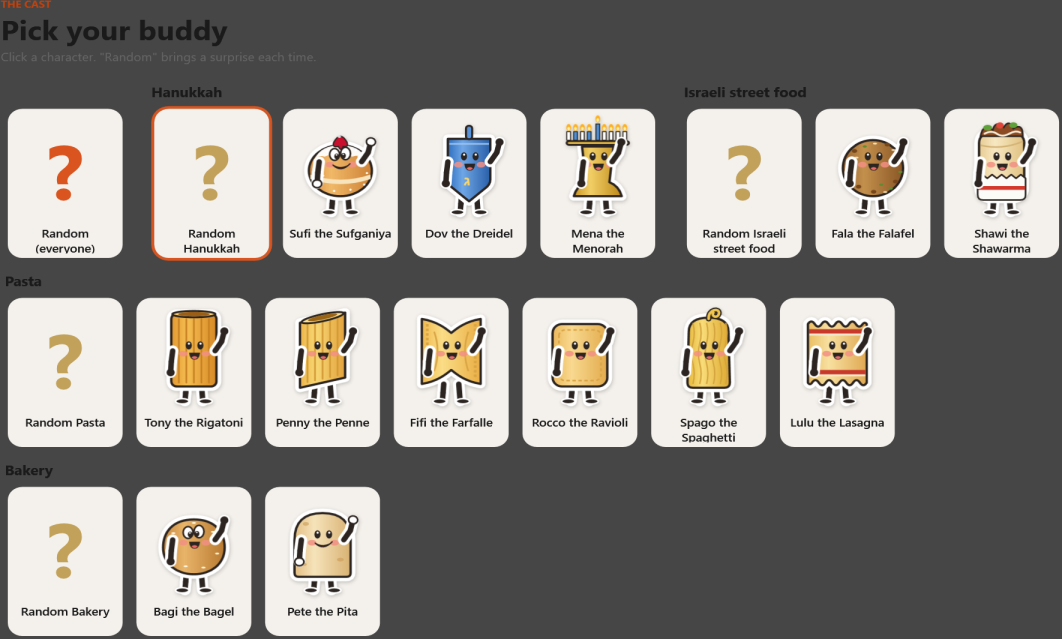 THE CAST
Pick your buddy
Click a character. "Random" brings a surprise each time.
Hanukkah
Israeli street food
?
Random
(everyone)
?
Random
Hanukkah
Sufi the Sufganiya
ג
Dov the Dreidel
Mena the
Menorah
?
Random Israeli
street food
Fala the Falafel
Shawi the
Shawarma
Pasta
?
Random Pasta
Tony the Rigatoni
Penny the Penne
Fifi the Farfalle
Rocco the Ravioli
Spago the
Spaghetti
Lulu the Lasagna
Bakery
?
Random Bakery
Bagi the Bagel
Pete the Pita